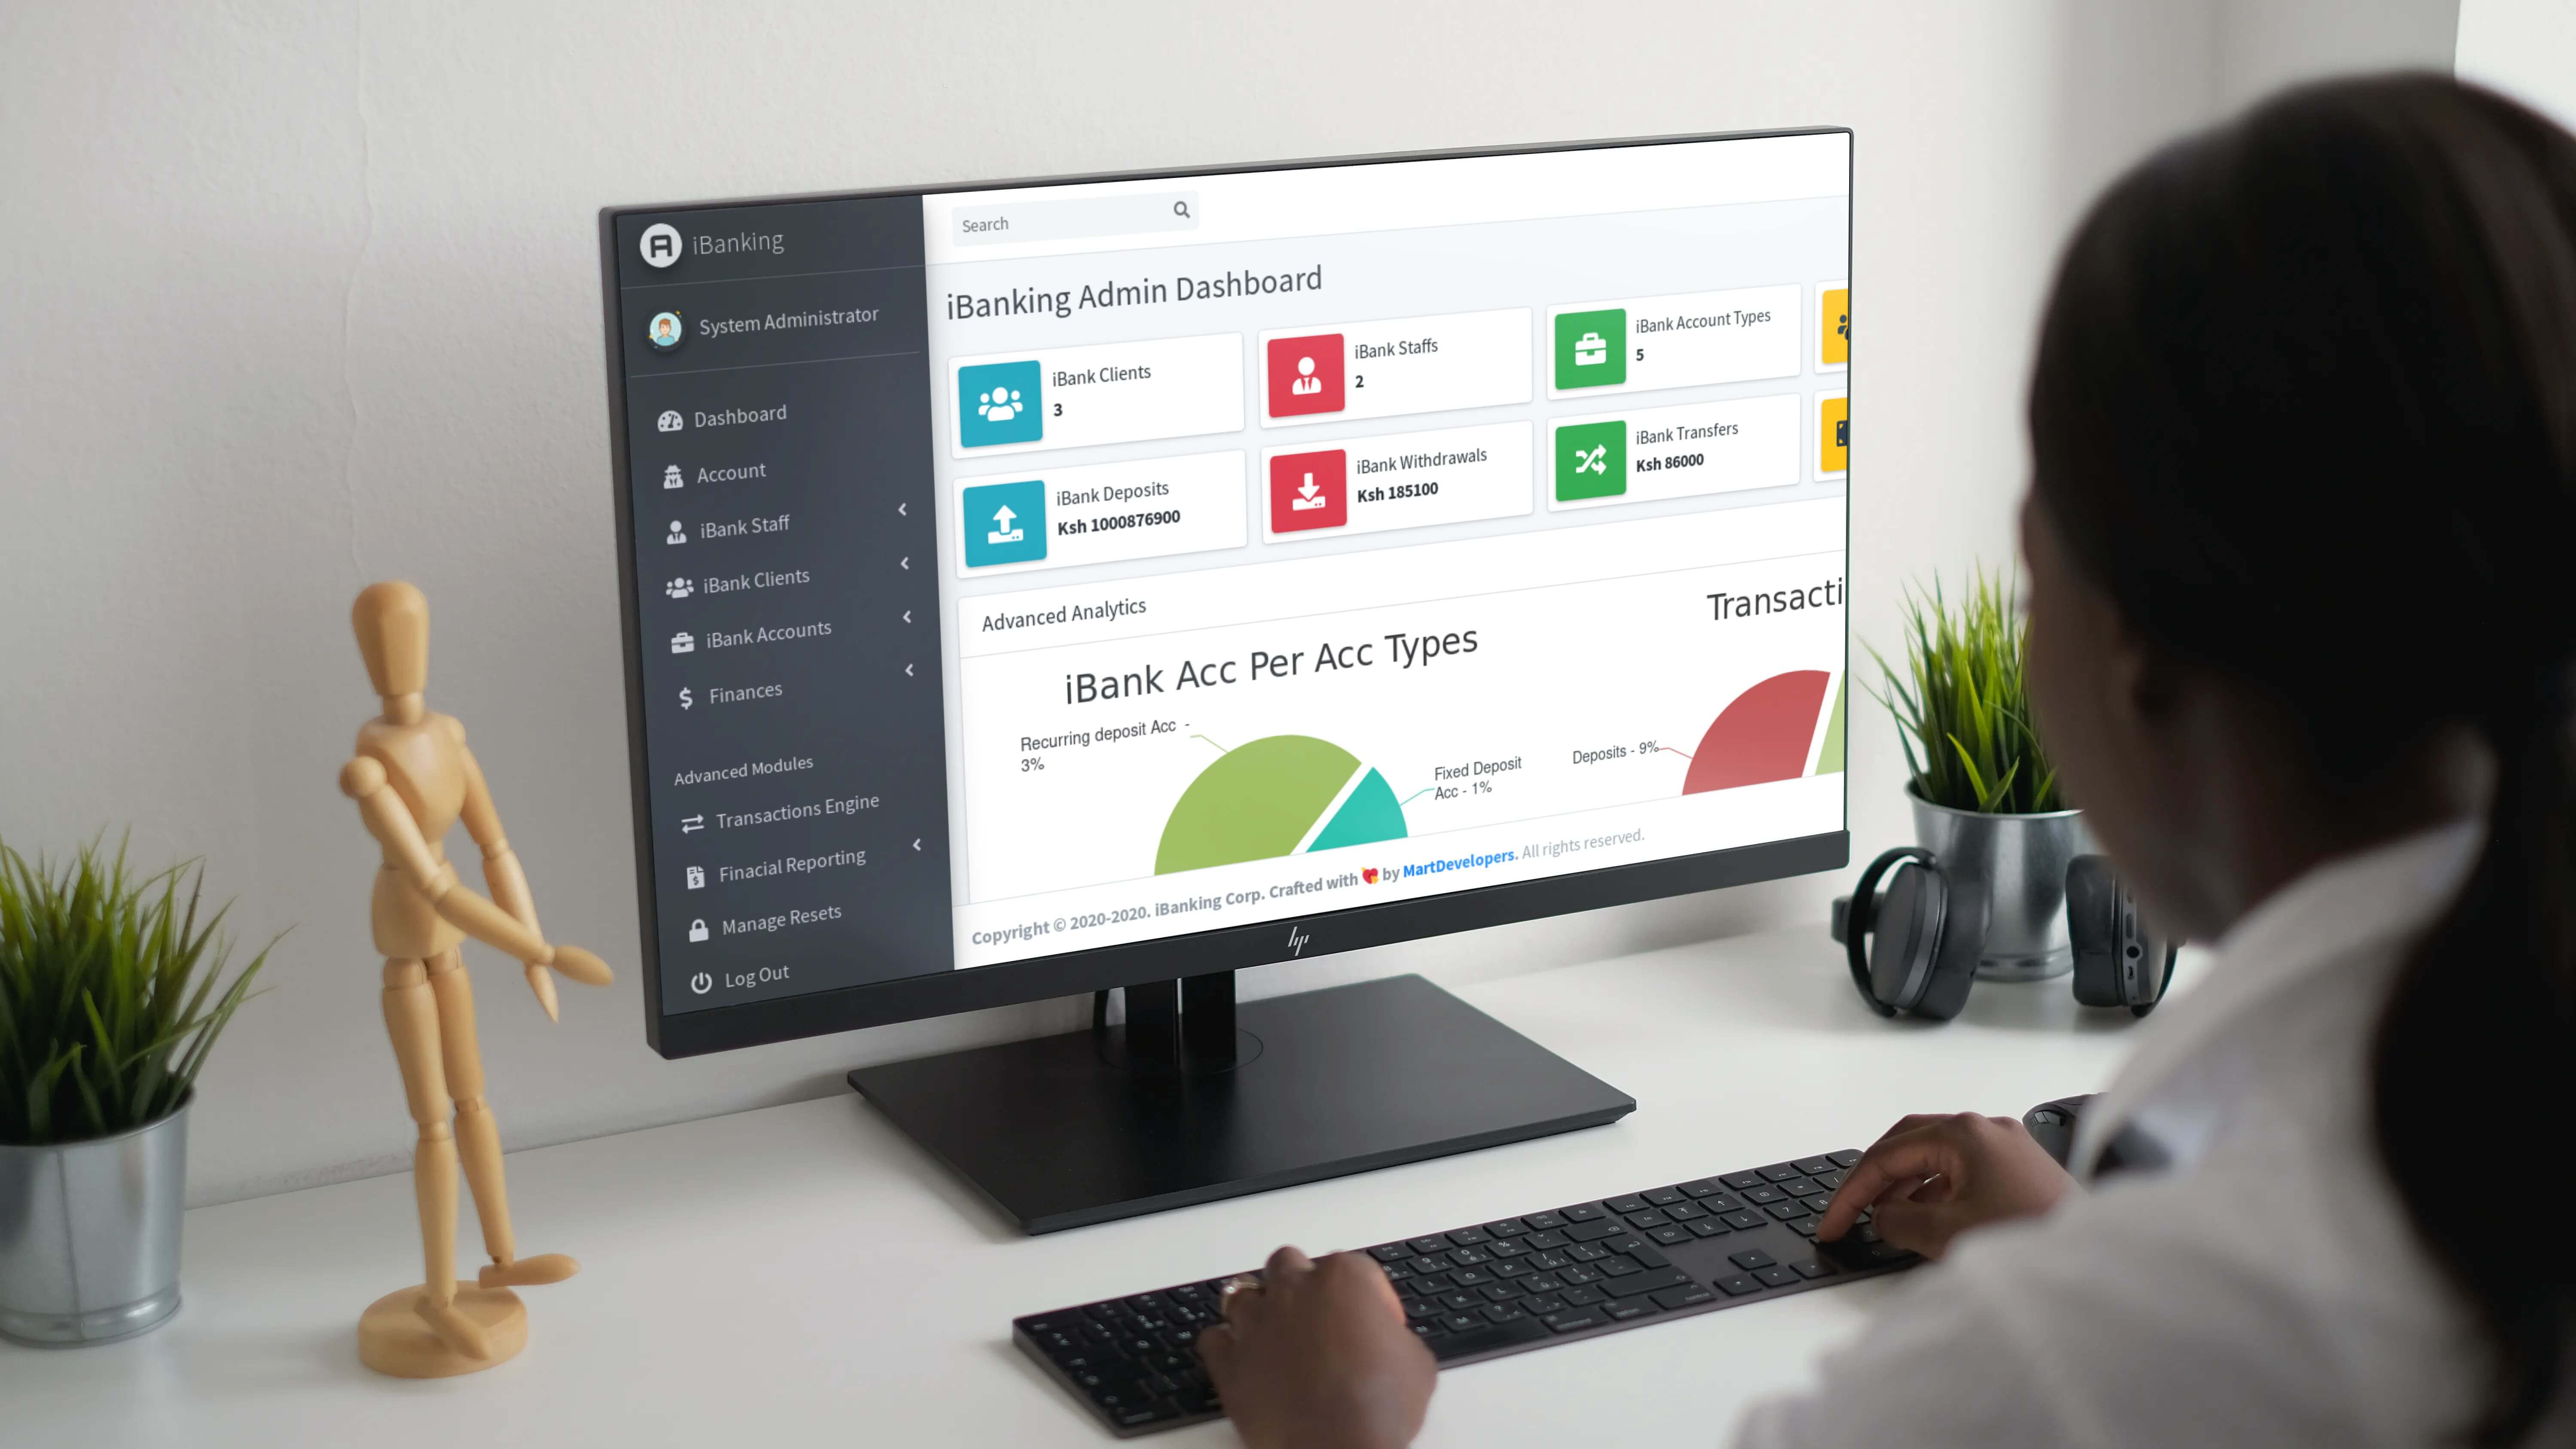 iBanking
System Administrator
Dashboard
Account
iBank Staff
iBank Clients
iBank Accounts
Finances
Advanced Modules
Transactions Engine
Finacial Reporting
Manage Resets
Log Out
Search
iBanking Admin Dashboard
iBank Clients
3
iBank Staffs
2
iBank Account Types
5
iBank Deposits
Ksh 1000876900
iBank Withdrawals
Ksh 185100
iBank Transfers
Ksh 86000
Advanced Analytics
iBank Acc Per Acc Types
Recurring deposit Acc -
3%
Fixed Deposit
Acc - 1%
Transacti
Deposits - 9%
Copyright © 2020-2020. iBanking Corp. Crafted with 💘 by MartDevelopers. All rights reserved.
hp